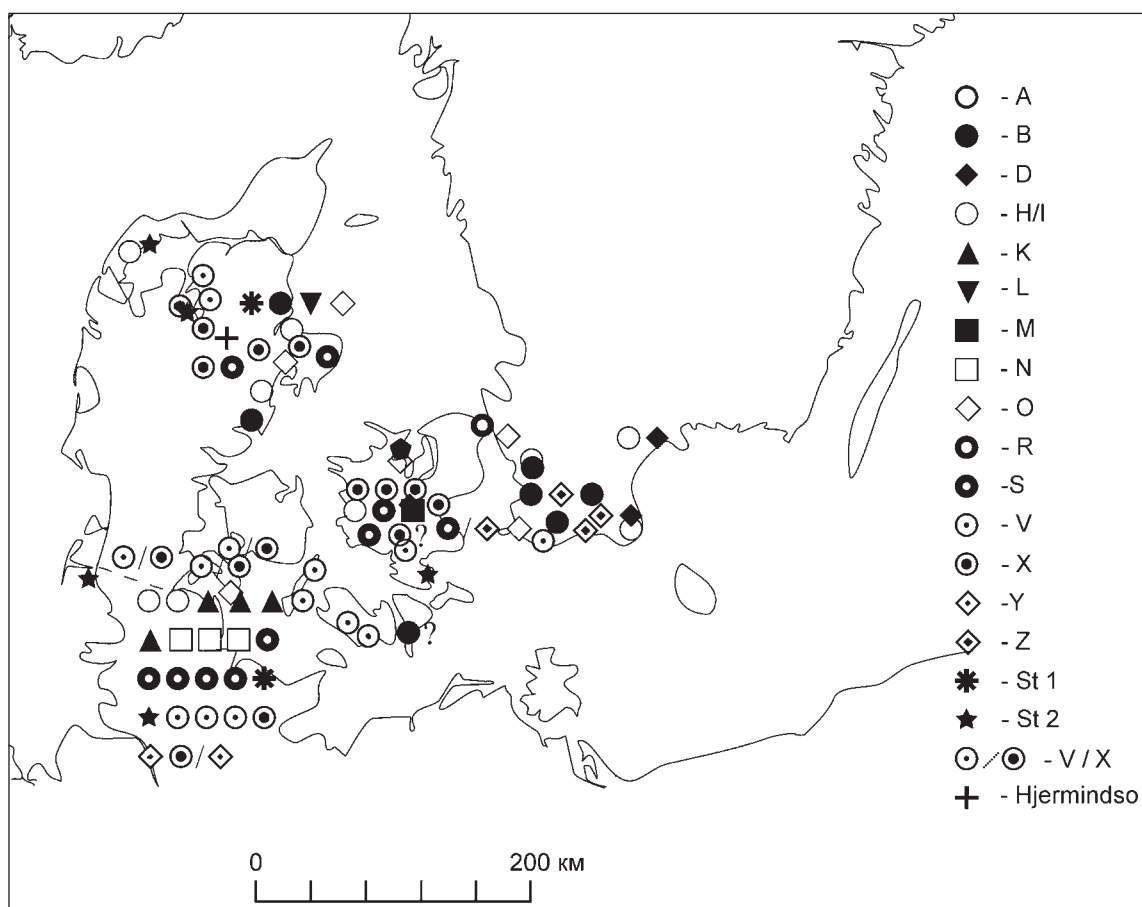 - A
- B
- D
- H/I
- K
- L
- M
- N
- O
- R
-S
- V
- X
-Y
- Z
- St 1
- St 2
- V / X
- Hjermindso
/
?
/
/
?
/
0
200 км